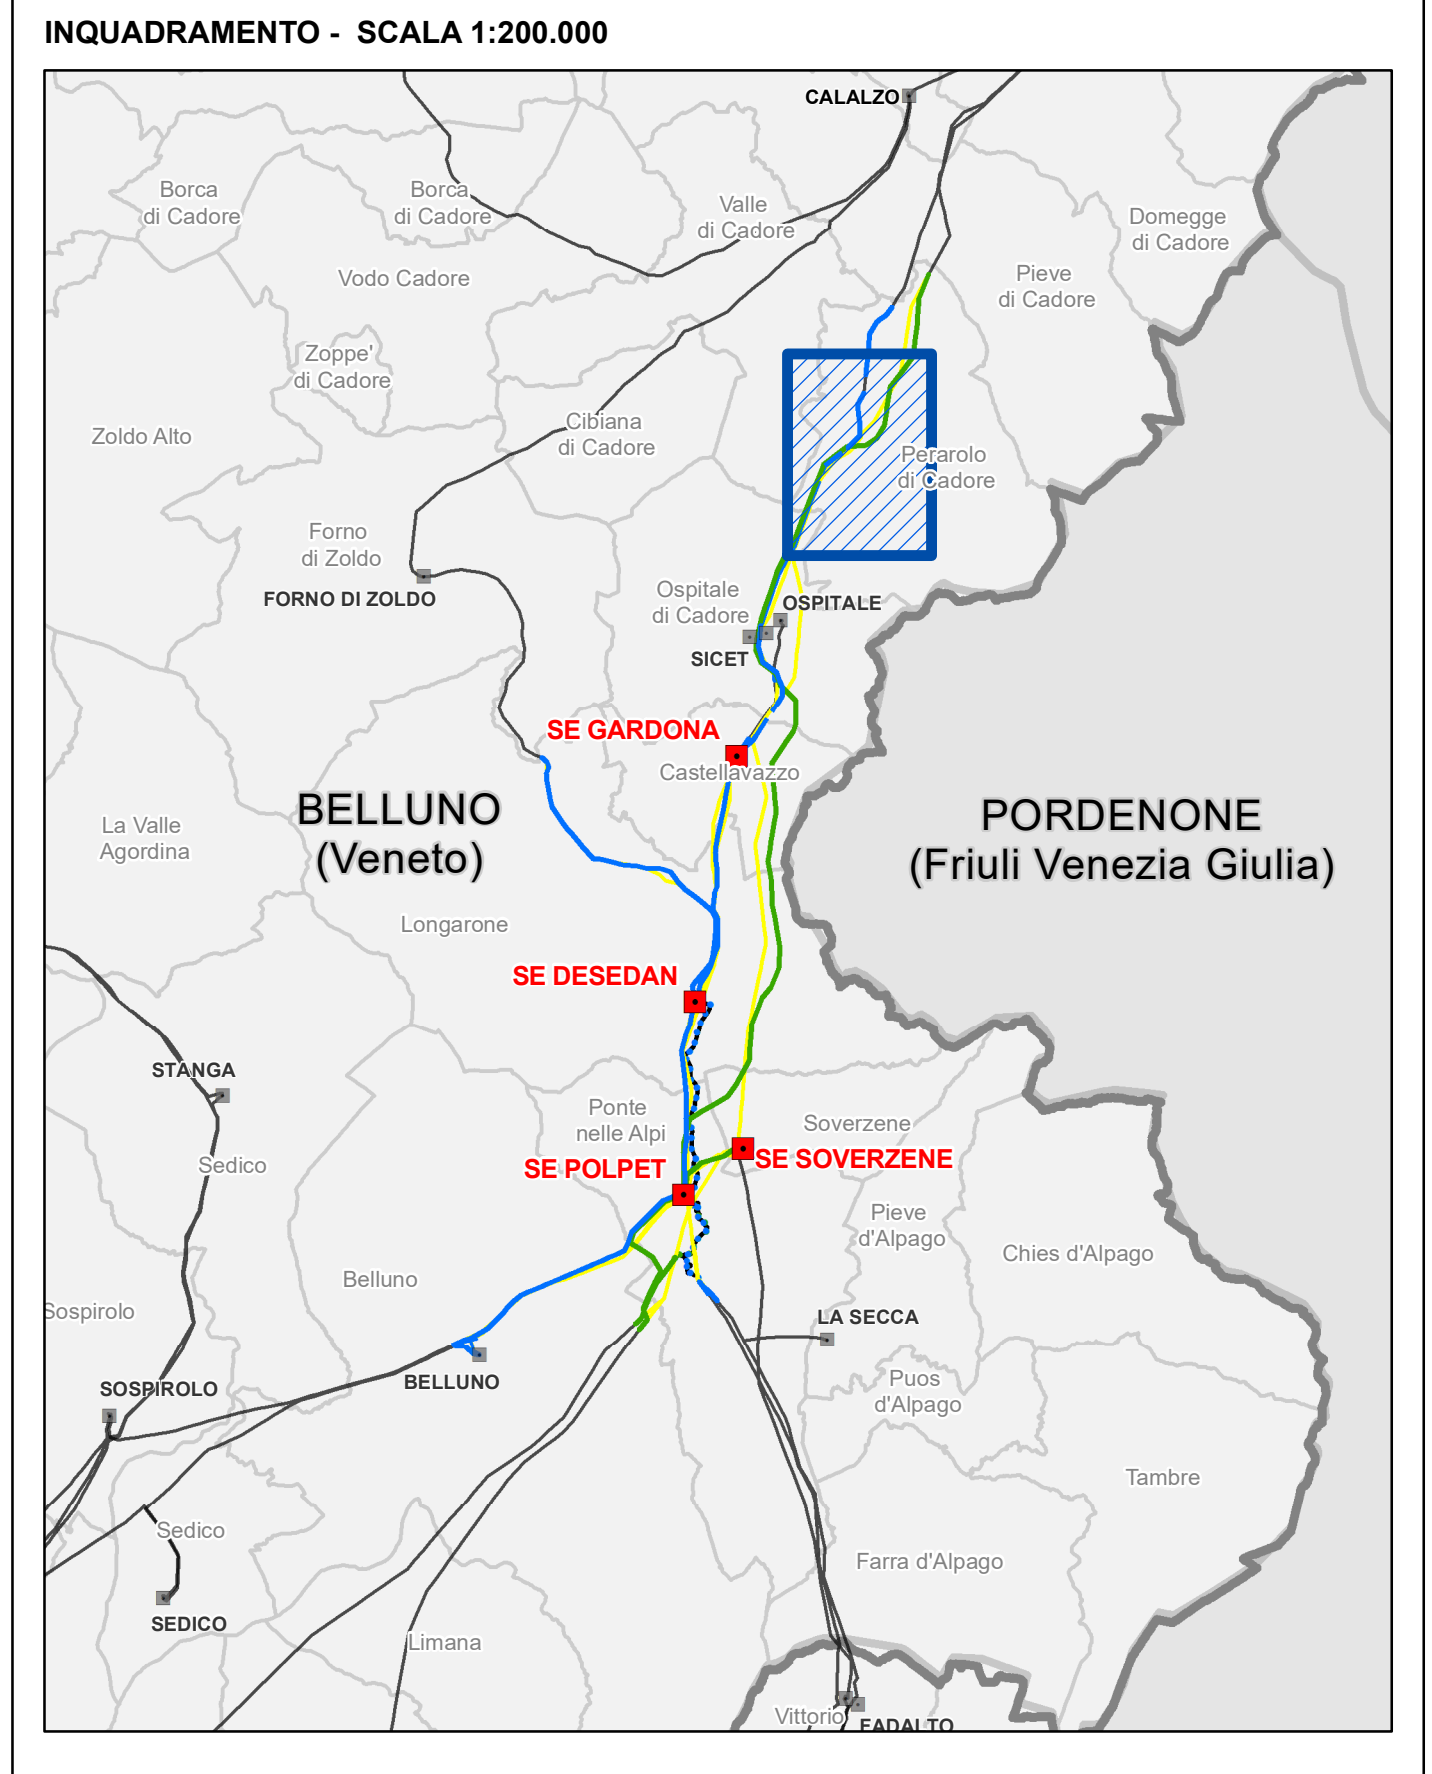 INQUADRAMENTO - SCALA 1:200.000
CALALZO
Borca
di Cadore
Borca
di Cadore
Valle
di Cadore
Domegge
di Cadore
Vodo Cadore
Pieve
di Cadore
Zoppe'
di Cadore
Zoldo Alto
Cibiana
di Cadore
Perarolo
di Cadore
Forno
di Zoldo
FORNO DI ZOLDO
Ospitale
di Cadore
OSPITALE
SICET
SE GARDONA
Castellavazzo
BELLUNO
(Veneto)
PORDENONE
(Friuli Venezia Giulia)
La Valle
Agordina
Longarone
SE DESEDAN
STANGA
Ponte
nelle Alpi
Soverzene
Sedico
SE POLPET
SE SOVERZENE
Pieve
d'Alpago
Chies d'Alpago
Belluno
Sospirolo
LA SECCA
BELLUNO
SOSPIROLO
Puos
d'Alpago
Tambre
Sedico
Farra d'Alpago
SEDICO
Limana
Vittorio
FADALTO